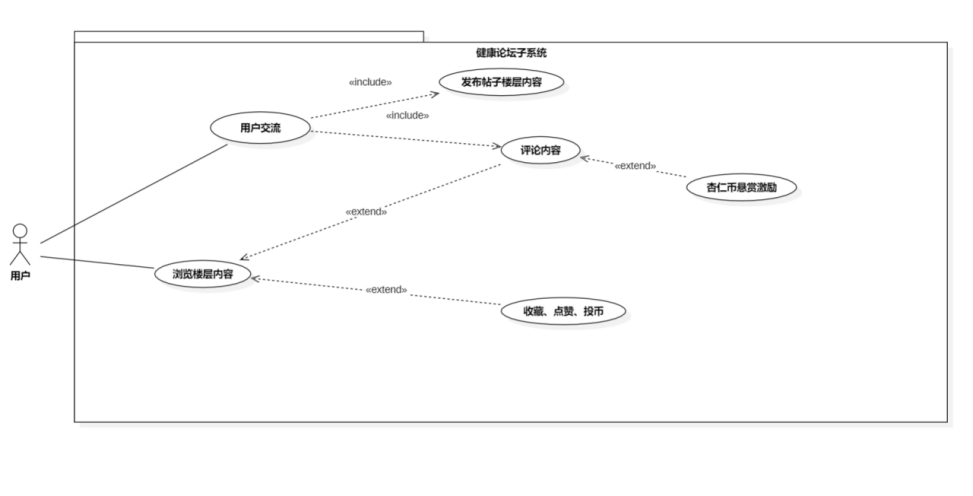 健康论坛子系统
«include»
发布帖子楼层内容
«include»
用户交流
评论内容
«extend»
杏仁币悬赏激励
«extend»
用户
浏览楼层内容
«extend»
收藏、点赞、投币